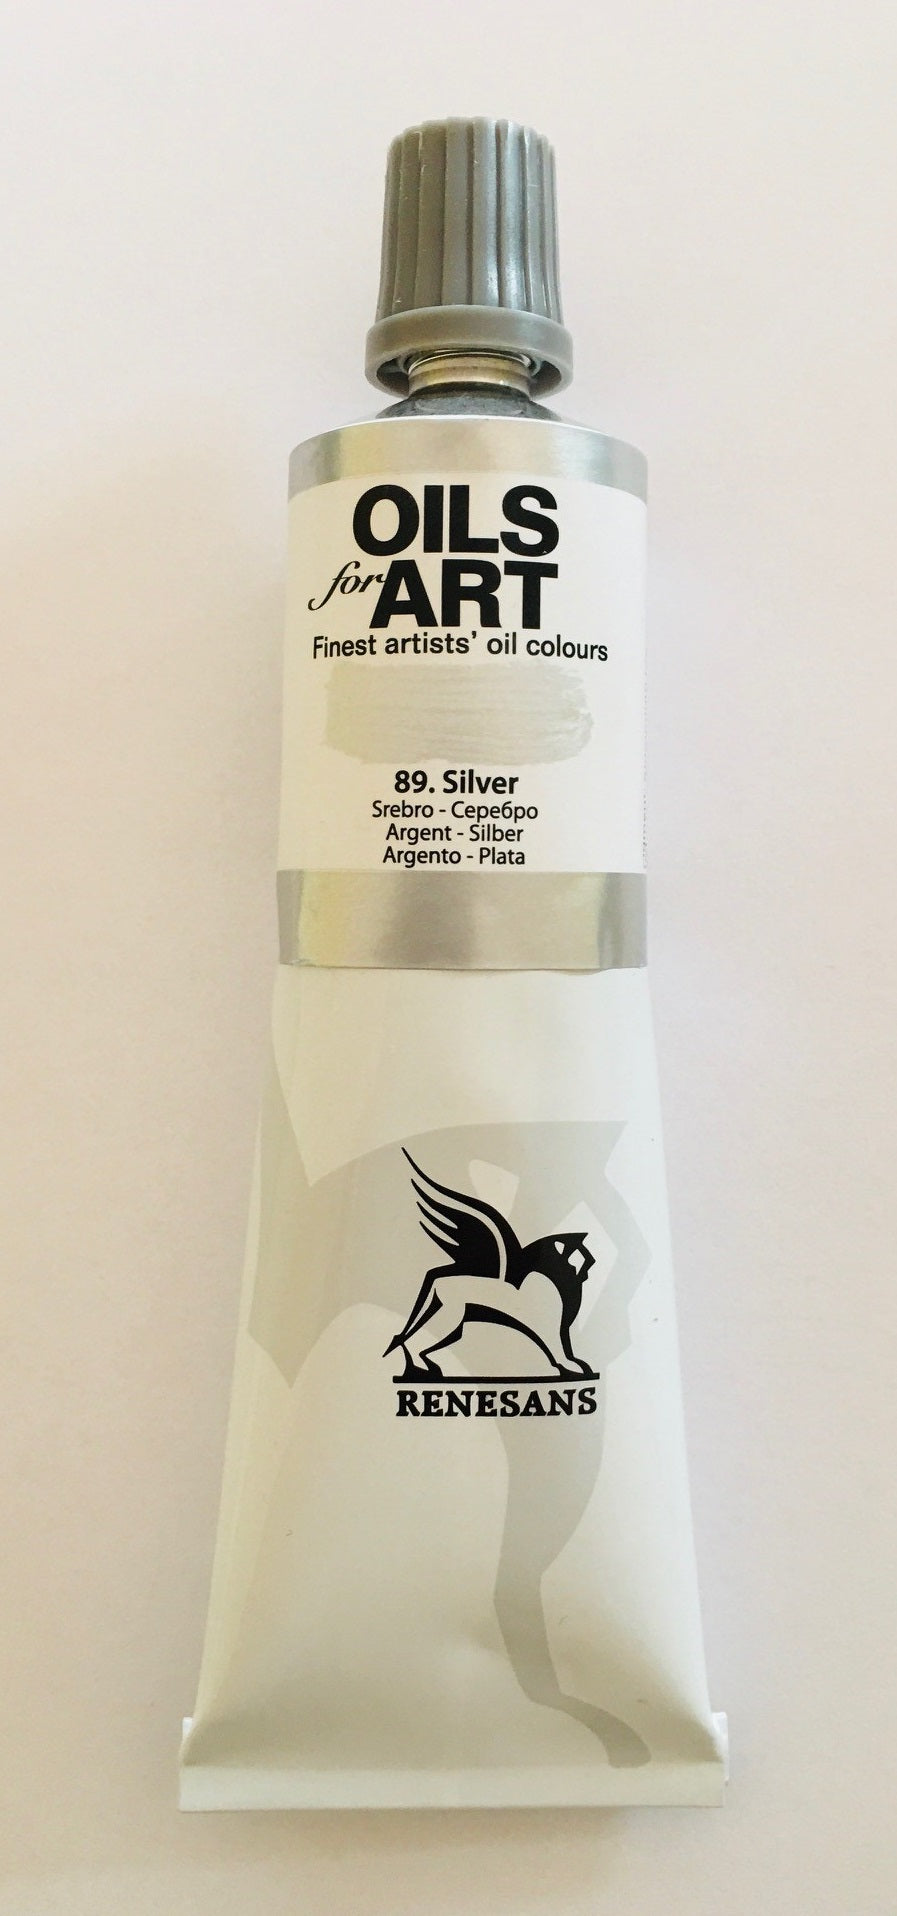 OILS
for ART
Finest artists' oil colours
89. Silver
Srebro - Серебро
Argent - Silber
Argento - Plata
RENESANS